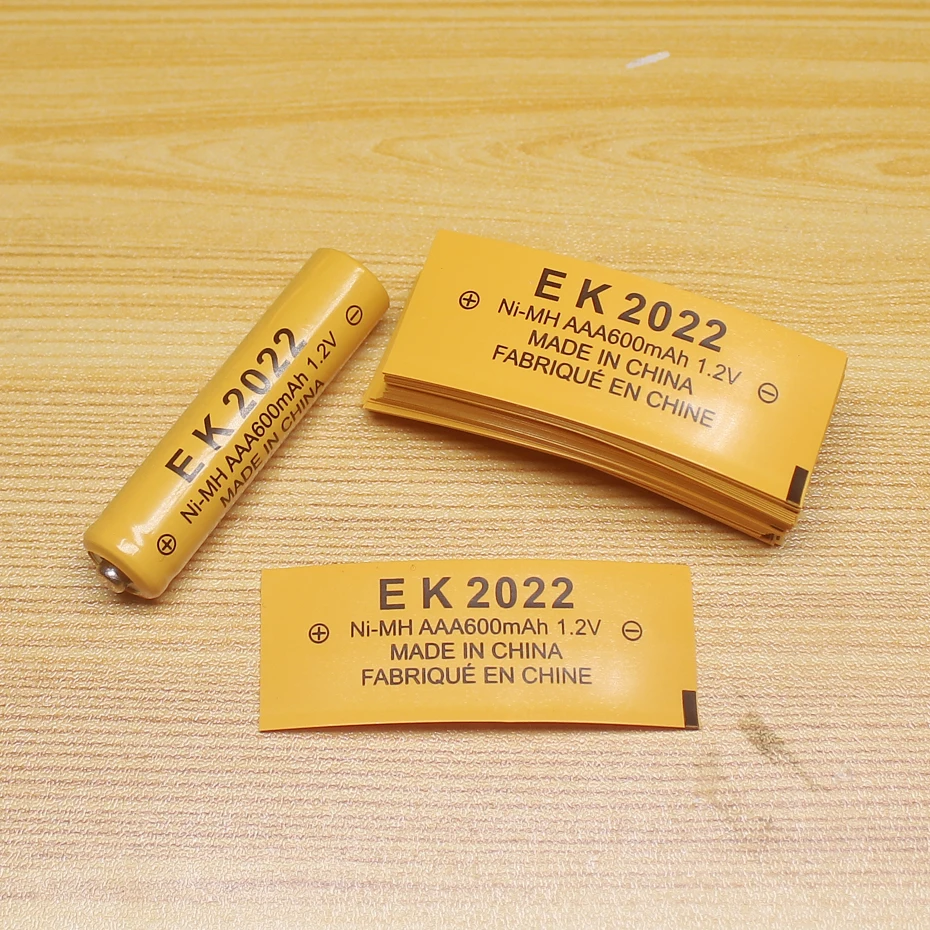 E K 2022
Ni-MH AAA600mAh 1.2V
MADE IN CHINA
⊕ ⊖
E K 2022
⊕ Ni-MH AAA600mAh 1.2V ⊖
MADE IN CHINA
FABRIQUÉ EN CHINE
E K 2022
⊕ Ni-MH AAA600mAh 1.2V ⊖
MADE IN CHINA
FABRIQUÉ EN CHINE